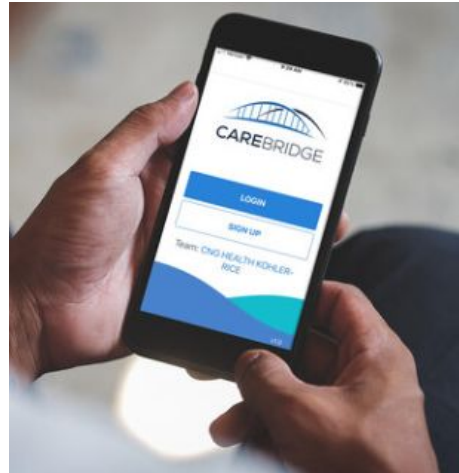 CAREBRIDGE
LOGIN
SIGN UP
Team: CNG HEALTH KOHLER-
RICE